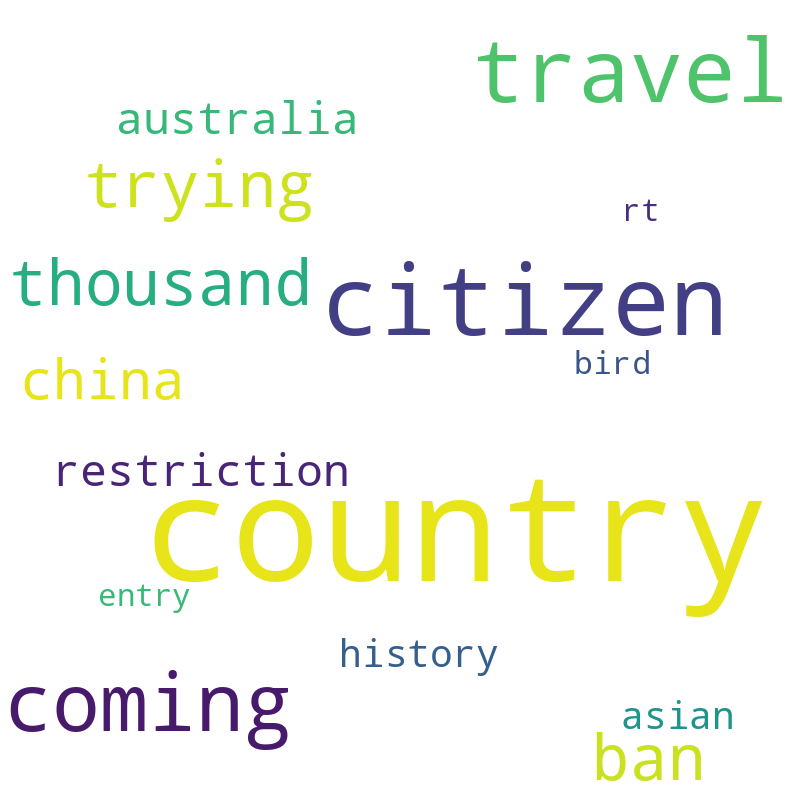 travel
australia
trying
rt
thousand
citizen
china
bird
restriction
country
entry
history
coming
asian
ban